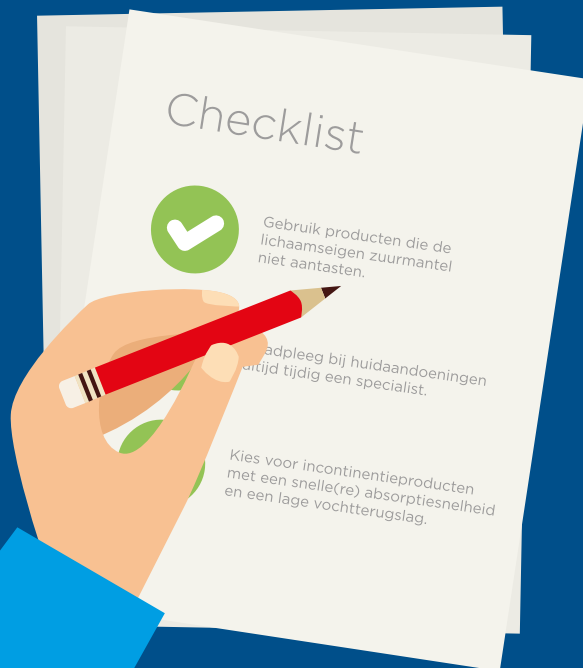 Checklist
Gebruik producten die de
lichaamseigen zuurmantel
niet aantasten.
bij huidaandoeningen
tijdig een specialist.
Kies voor incontinentieproducten
met een snelle(re) absorptiesnelheid
en een lage vochtterugslag.